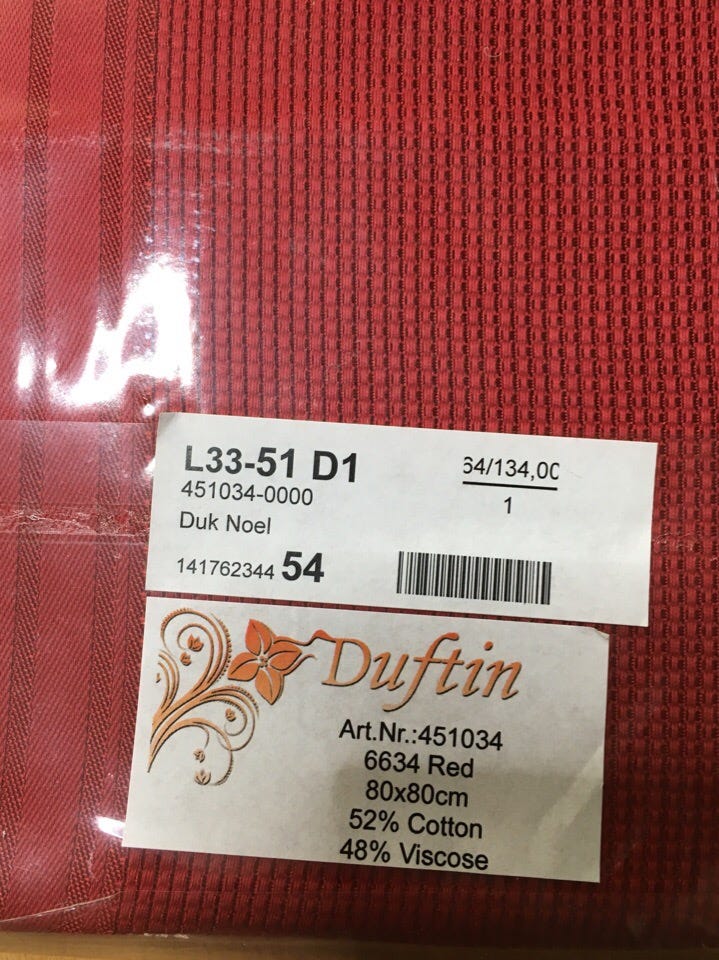 L33-51 D1
64/134,00
1
451034-0000
Duk Noel
141762344 54
Duftin
Art.Nr.:451034
6634 Red
80x80cm
52% Cotton
48% Viscose